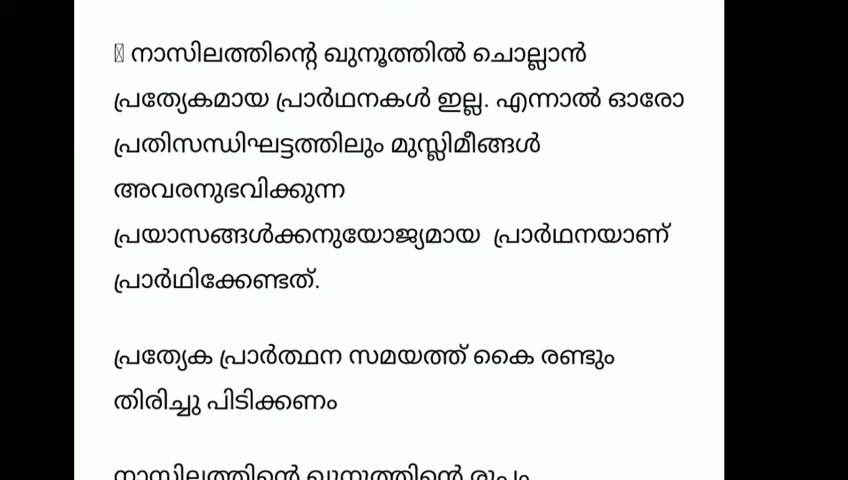 നാസിലത്തിന്റെ ഖുനൂത്തിൽ ചൊല്ലാൻ
പ്രത്യേകമായ പ്രാർഥനകൾ ഇല്ല. എന്നാൽ ഓരോ
പ്രതിസന്ധിഘട്ടത്തിലും മുസ്ലിമീങ്ങൾ
അവരനുഭവിക്കുന്ന
പ്രയാസങ്ങൾക്കനുയോജ്യമായ പ്രാർഥനയാണ്
പ്രാർഥിക്കേണ്ടത്.
പ്രത്യേക പ്രാർത്ഥന സമയത്ത് കൈ രണ്ടും
തിരിച്ചു പിടിക്കണം
നാസിലത്തിന്റെ ഖുനൂത്തിന്റെ രൂപം